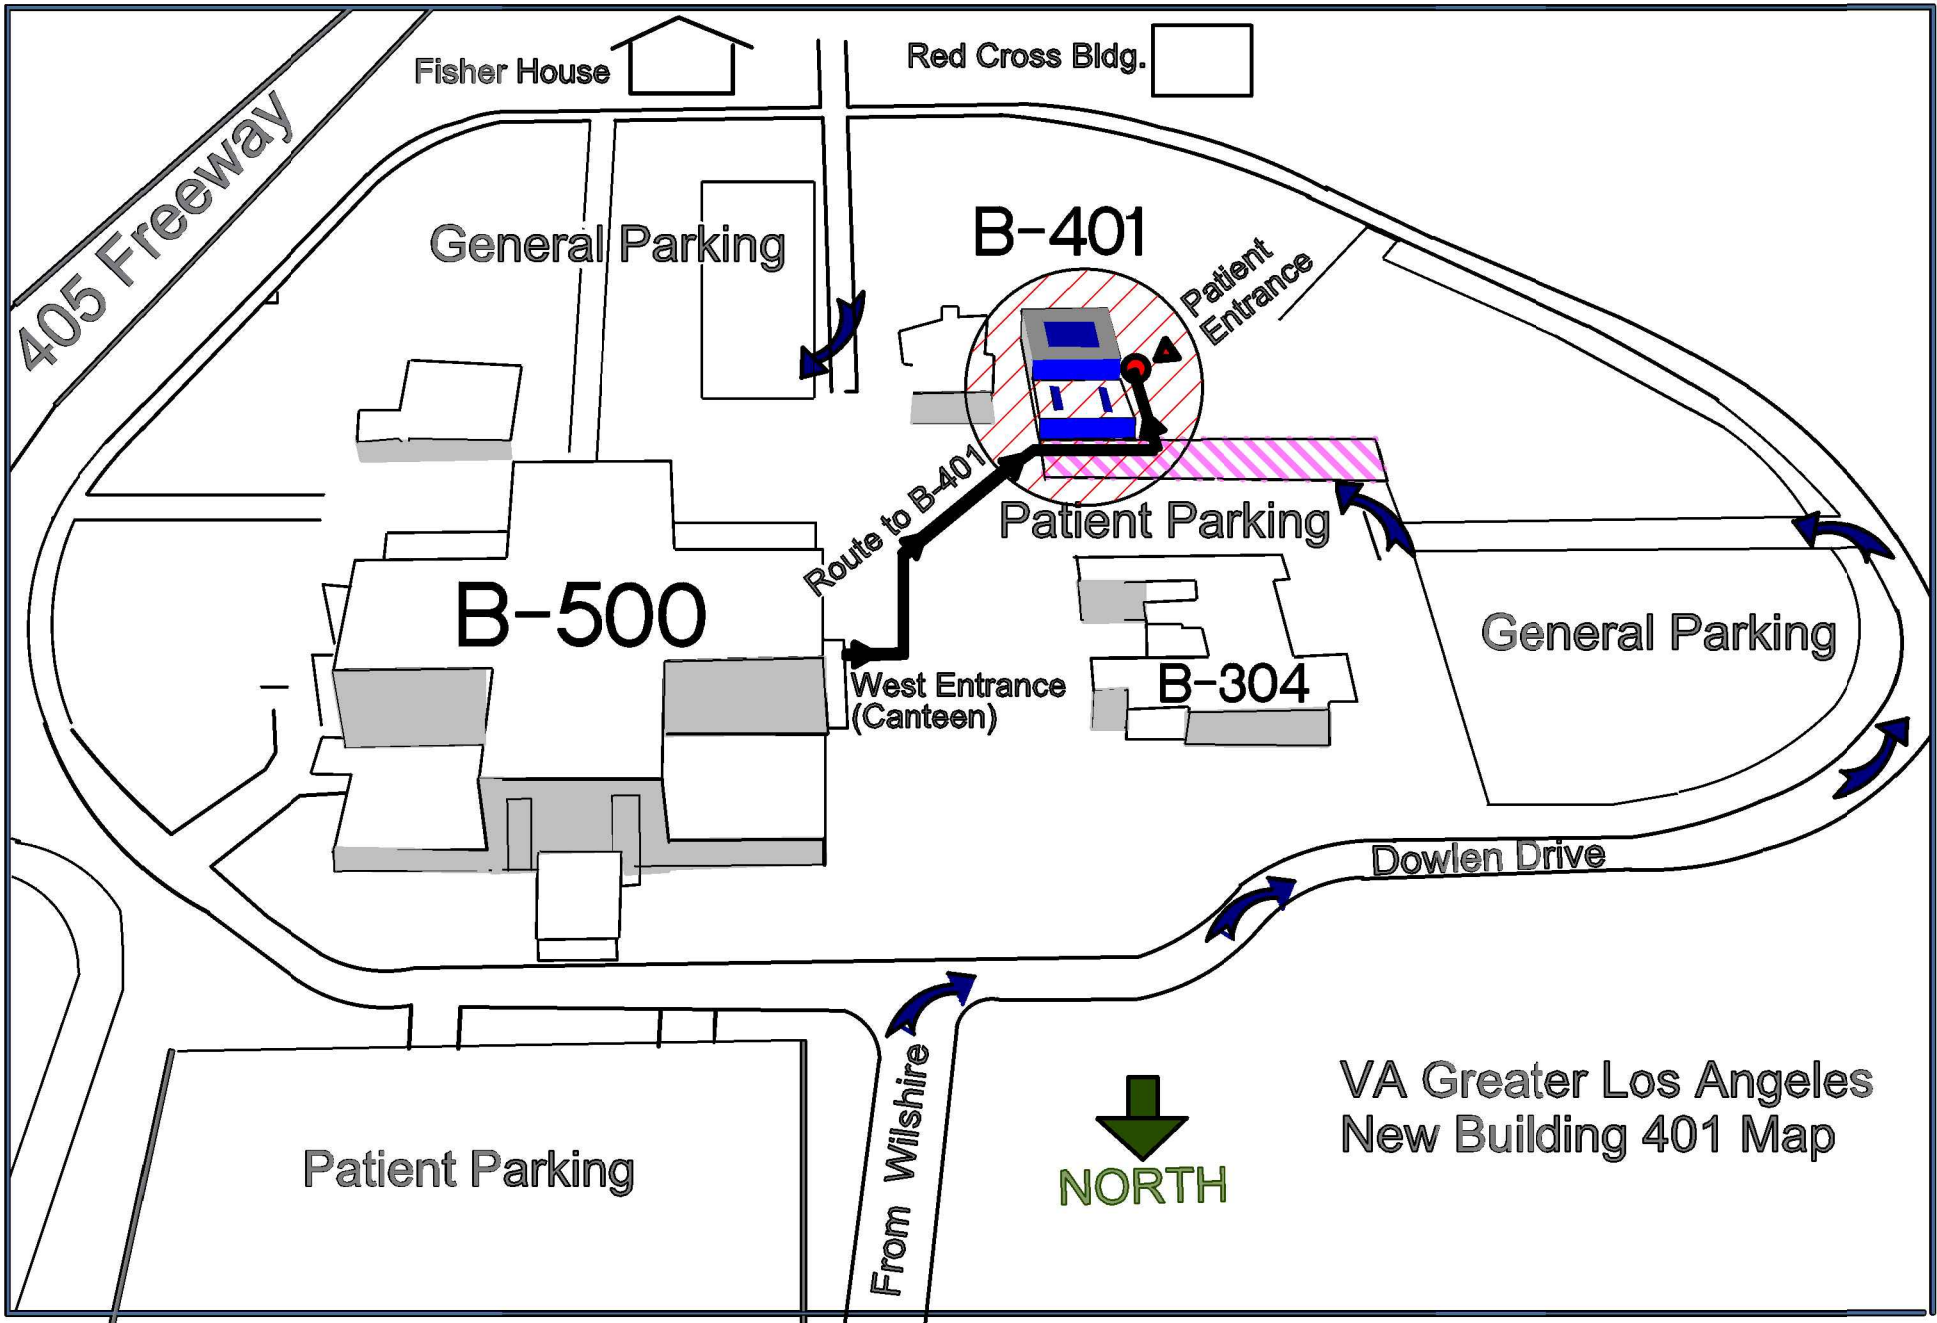 Fisher House
Red Cross Bldg.
405 Freeway
General Parking
B-401
Patient
Entrance
Route to B-401
Patient Parking
B-500
General Parking
West Entrance
(Canteen)
B-304
Dowlen Drive
From Wilshire
VA Greater Los Angeles
New Building 401 Map
Patient Parking
NORTH